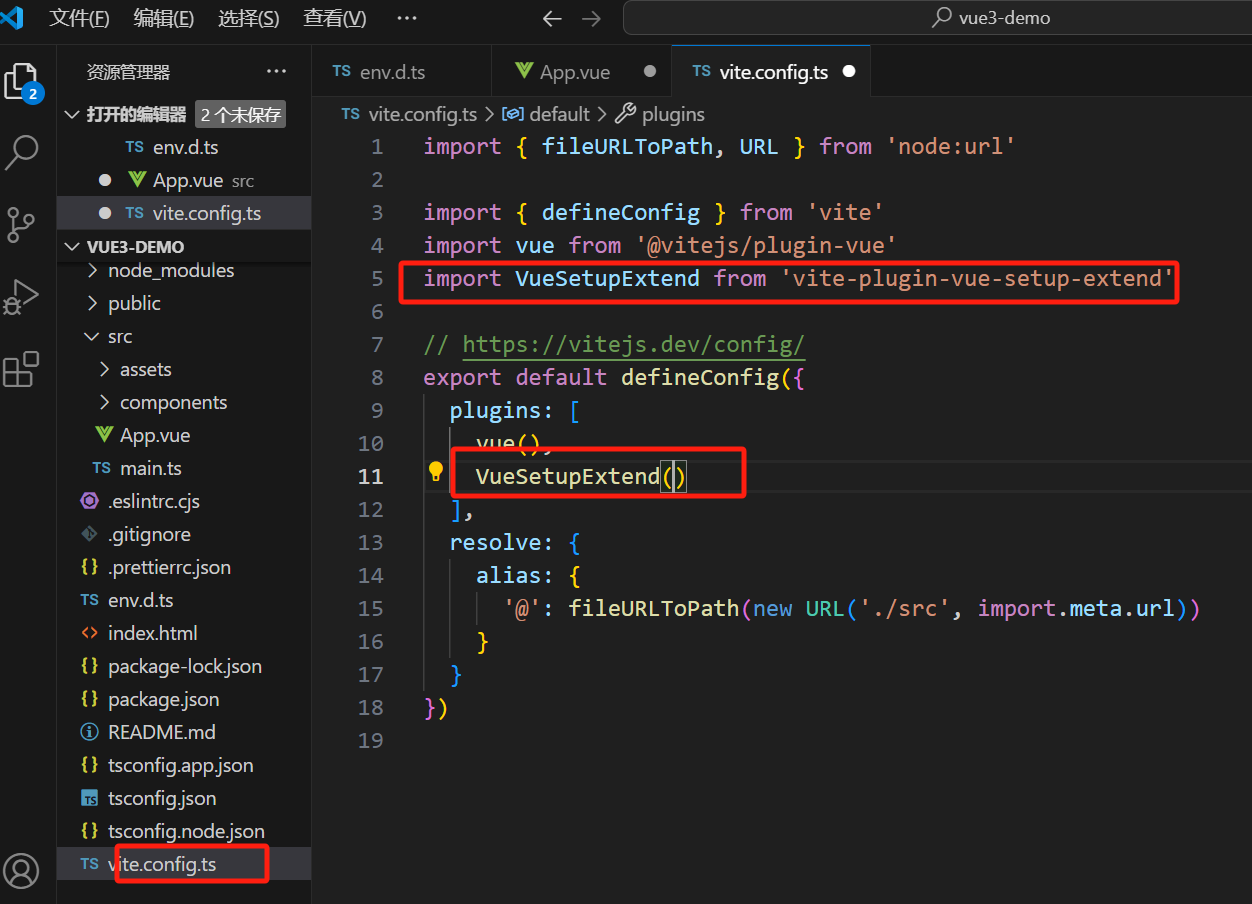 文件(F) 编辑(E) 选择(S) 查看(V) ··· vue3-demo
2
资源管理器 ···
打开的编辑器 2 个未保存
TS env.d.ts
App.vue src
TS vite.config.ts
VUE3-DEMO
node_modules
public
src
assets
components
App.vue
TS main.ts
.eslintrc.cjs
.gitignore
{} .prettierrc.json
TS env.d.ts
<> index.html
{} package-lock.json
{} package.json
README.md
{} tsconfig.app.json
TS tsconfig.json
{} tsconfig.node.json
TS vite.config.ts
TS env.d.ts App.vue TS vite.config.ts
TS vite.config.ts > default > plugins
1 import { fileURLToPath, URL } from 'node:url'
2
3 import { defineConfig } from 'vite'
4 import vue from '@vitejs/plugin-vue'
5 import VueSetupExtend from 'vite-plugin-vue-setup-extend'
6
7 // https://vitejs.dev/config/
8 export default defineConfig({
9 plugins: [
10 vue(),
11 VueSetupExtend()
12 ],
13 resolve: {
14 alias: {
15 '@': fileURLToPath(new URL('./src', import.meta.url))
16 }
17 }
18 })
19